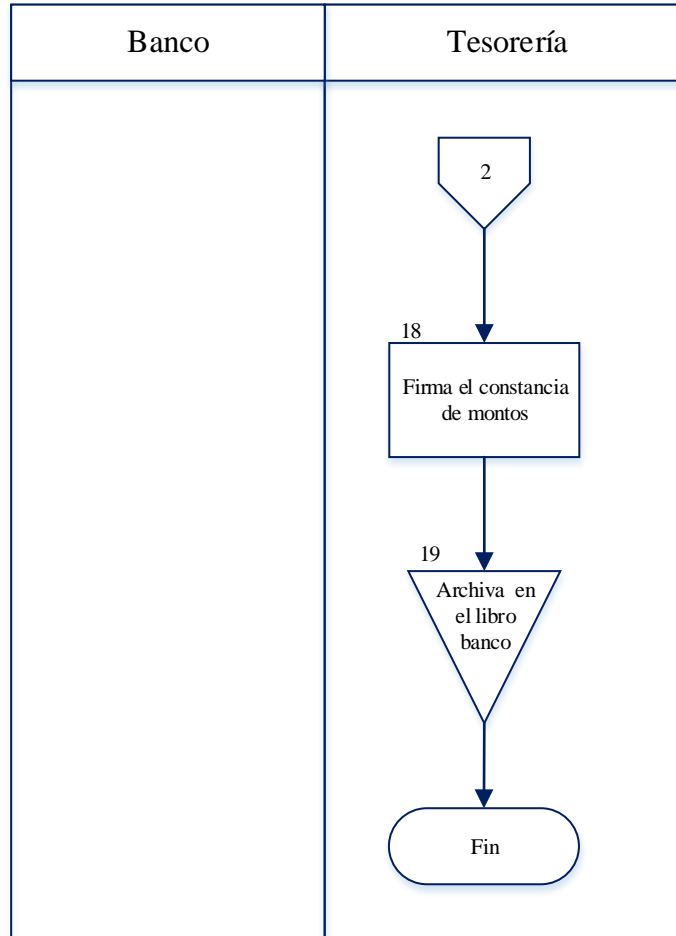 Banco
Tesorería
2
18
Firma el constancia
de montos
19
Archiva en
el libro
banco
Fin